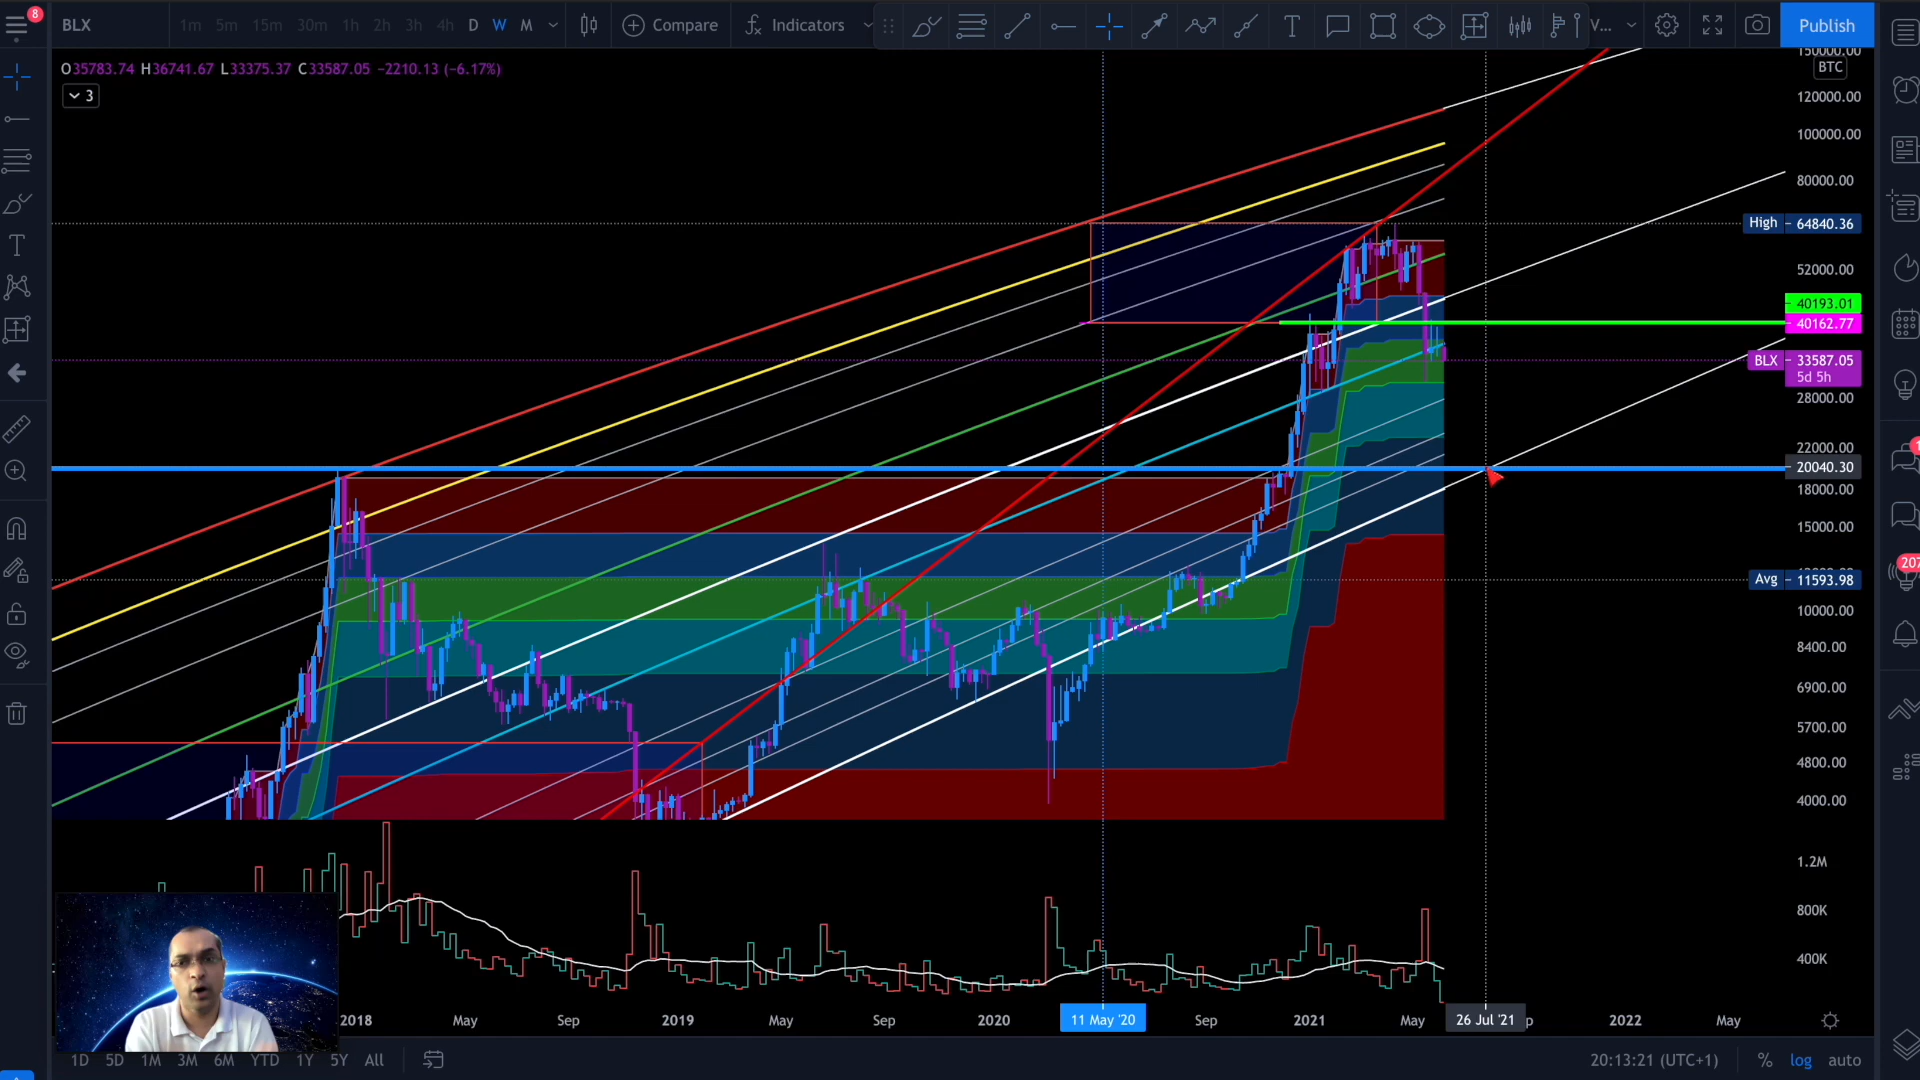 8
BLX
1m 5m 15m 30m 1h 2h 3h 4h D W M
Compare
Indicators
V...
Publish
O35783.74 H36741.67 L33375.37 C33587.05 −2210.13 (−6.17%)
3
150000.00
BTC
120000.00
100000.00
80000.00
High 64840.36
52000.00
40193.01
40162.77
BLX 33587.05
5d 5h
28000.00
22000.00
20040.30
18000.00
15000.00
Avg 11593.98
10000.00
8400.00
6900.00
5700.00
4800.00
4000.00
1.2M
800K
400K
1
207
2018 May Sep 2019 May Sep 2020 11 May '20 Sep 2021 May 26 Jul '21 2022 May
1D 5D 1M 3M 6M YTD 1Y 5Y All
20:13:21 (UTC+1) % log auto